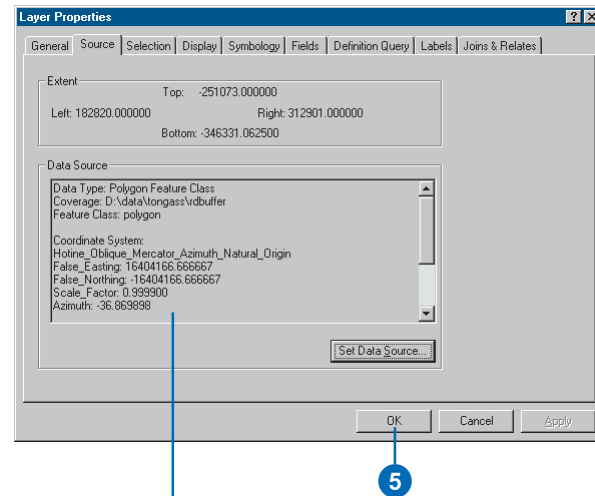 Layer Properties
General Source Selection Display Symbology Fields Definition Query Labels Joins & Relates
Extent
Top: -251073.000000
Left: 182820.000000 Right: 312901.000000
Bottom: -346331.062500
Data Source
Data Type: Polygon Feature Class
Coverage: D:\data\tongass\rdbuffer
Feature Class: polygon
Coordinate System:
Hotine_Oblique_Mercator_Azimuth_Natural_Origin
False_Easting: 16404166.666667
False_Northing: -16404166.666667
Scale_Factor: 0.999900
Azimuth: -36.869898
Set Data Source...
OK Cancel Apply
5